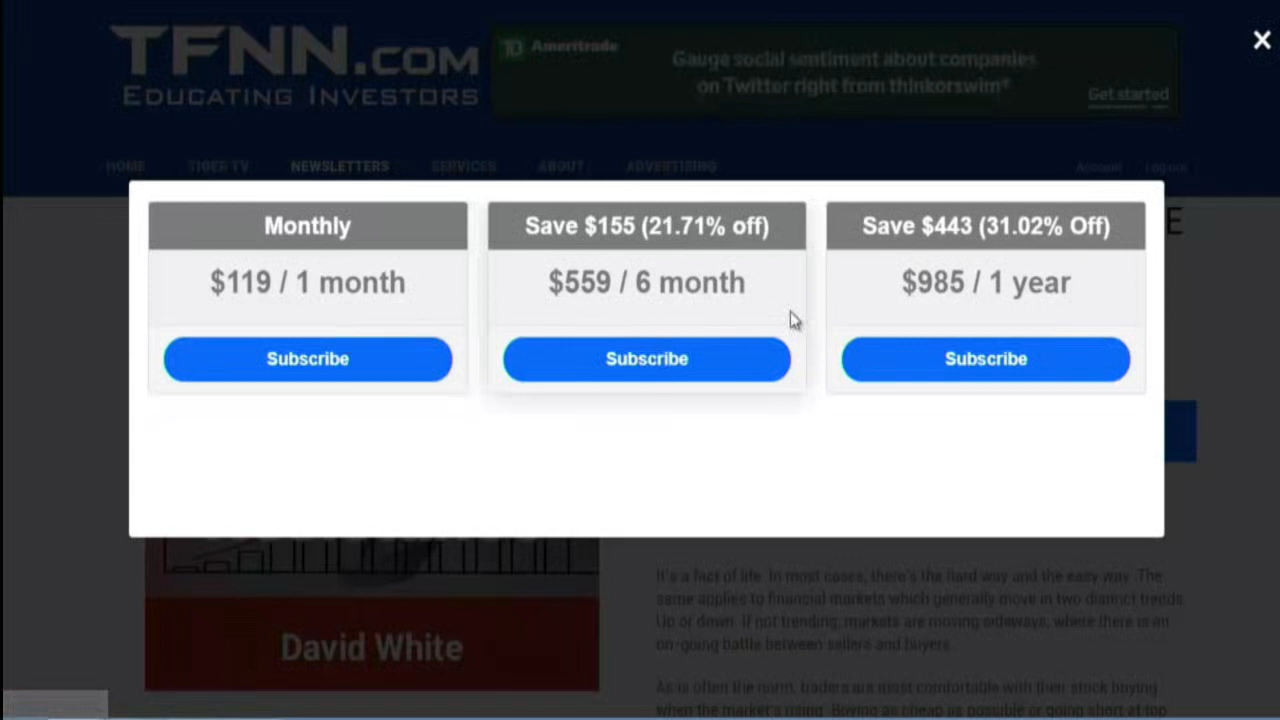 TFNN.COM
EDUCATING INVESTORS
TD Ameritrade
Gauge social sentiment about companies
on Twitter right from thinkorswim®
Get started
HOME TIGER TV NEWSLETTERS SERVICES ABOUT ADVERTISING Account Log out
E
Monthly
$119 / 1 month
Subscribe
Save $155 (21.71% off)
$559 / 6 month
Subscribe
Save $443 (31.02% Off)
$985 / 1 year
Subscribe
David White
It's a fact of life. In most cases, there's the hard way and the easy way. The
same applies to financial markets which generally move in two distinct trends.
Up or down. If not trending, markets are moving sideways, where there is an
on-going battle between sellers and buyers.
As is often the norm, traders are most comfortable with their stock buying
when the market's rising. Buying as cheap as possible or going short at top